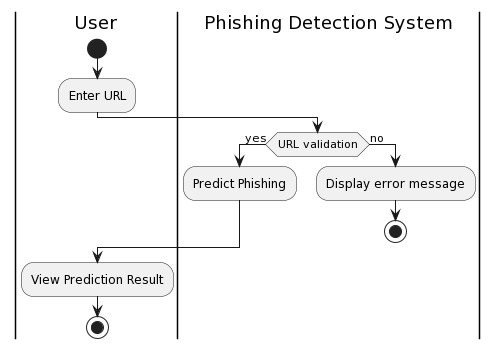 User
Phishing Detection System
Enter URL
URL validation
yes
no
Predict Phishing
Display error message
View Prediction Result